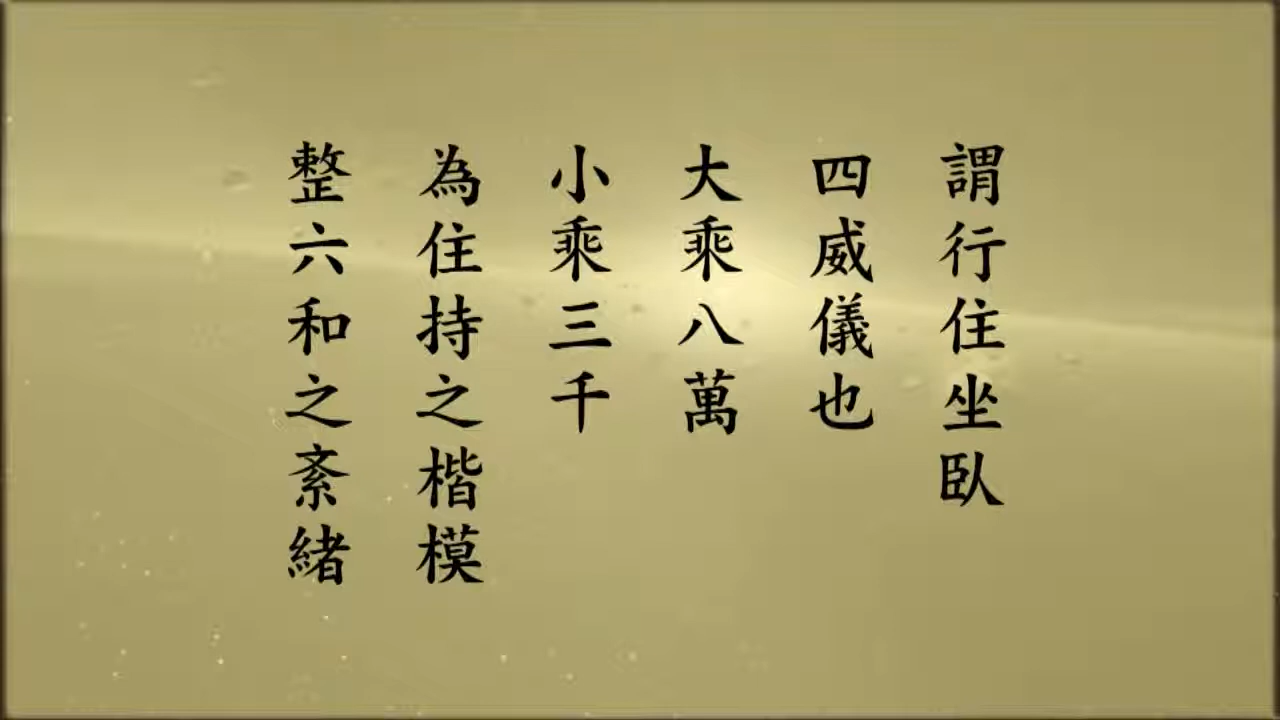 謂行住坐臥
四威儀也
大乘八萬
小乘三千
為住持之楷模
整六和之紊緒